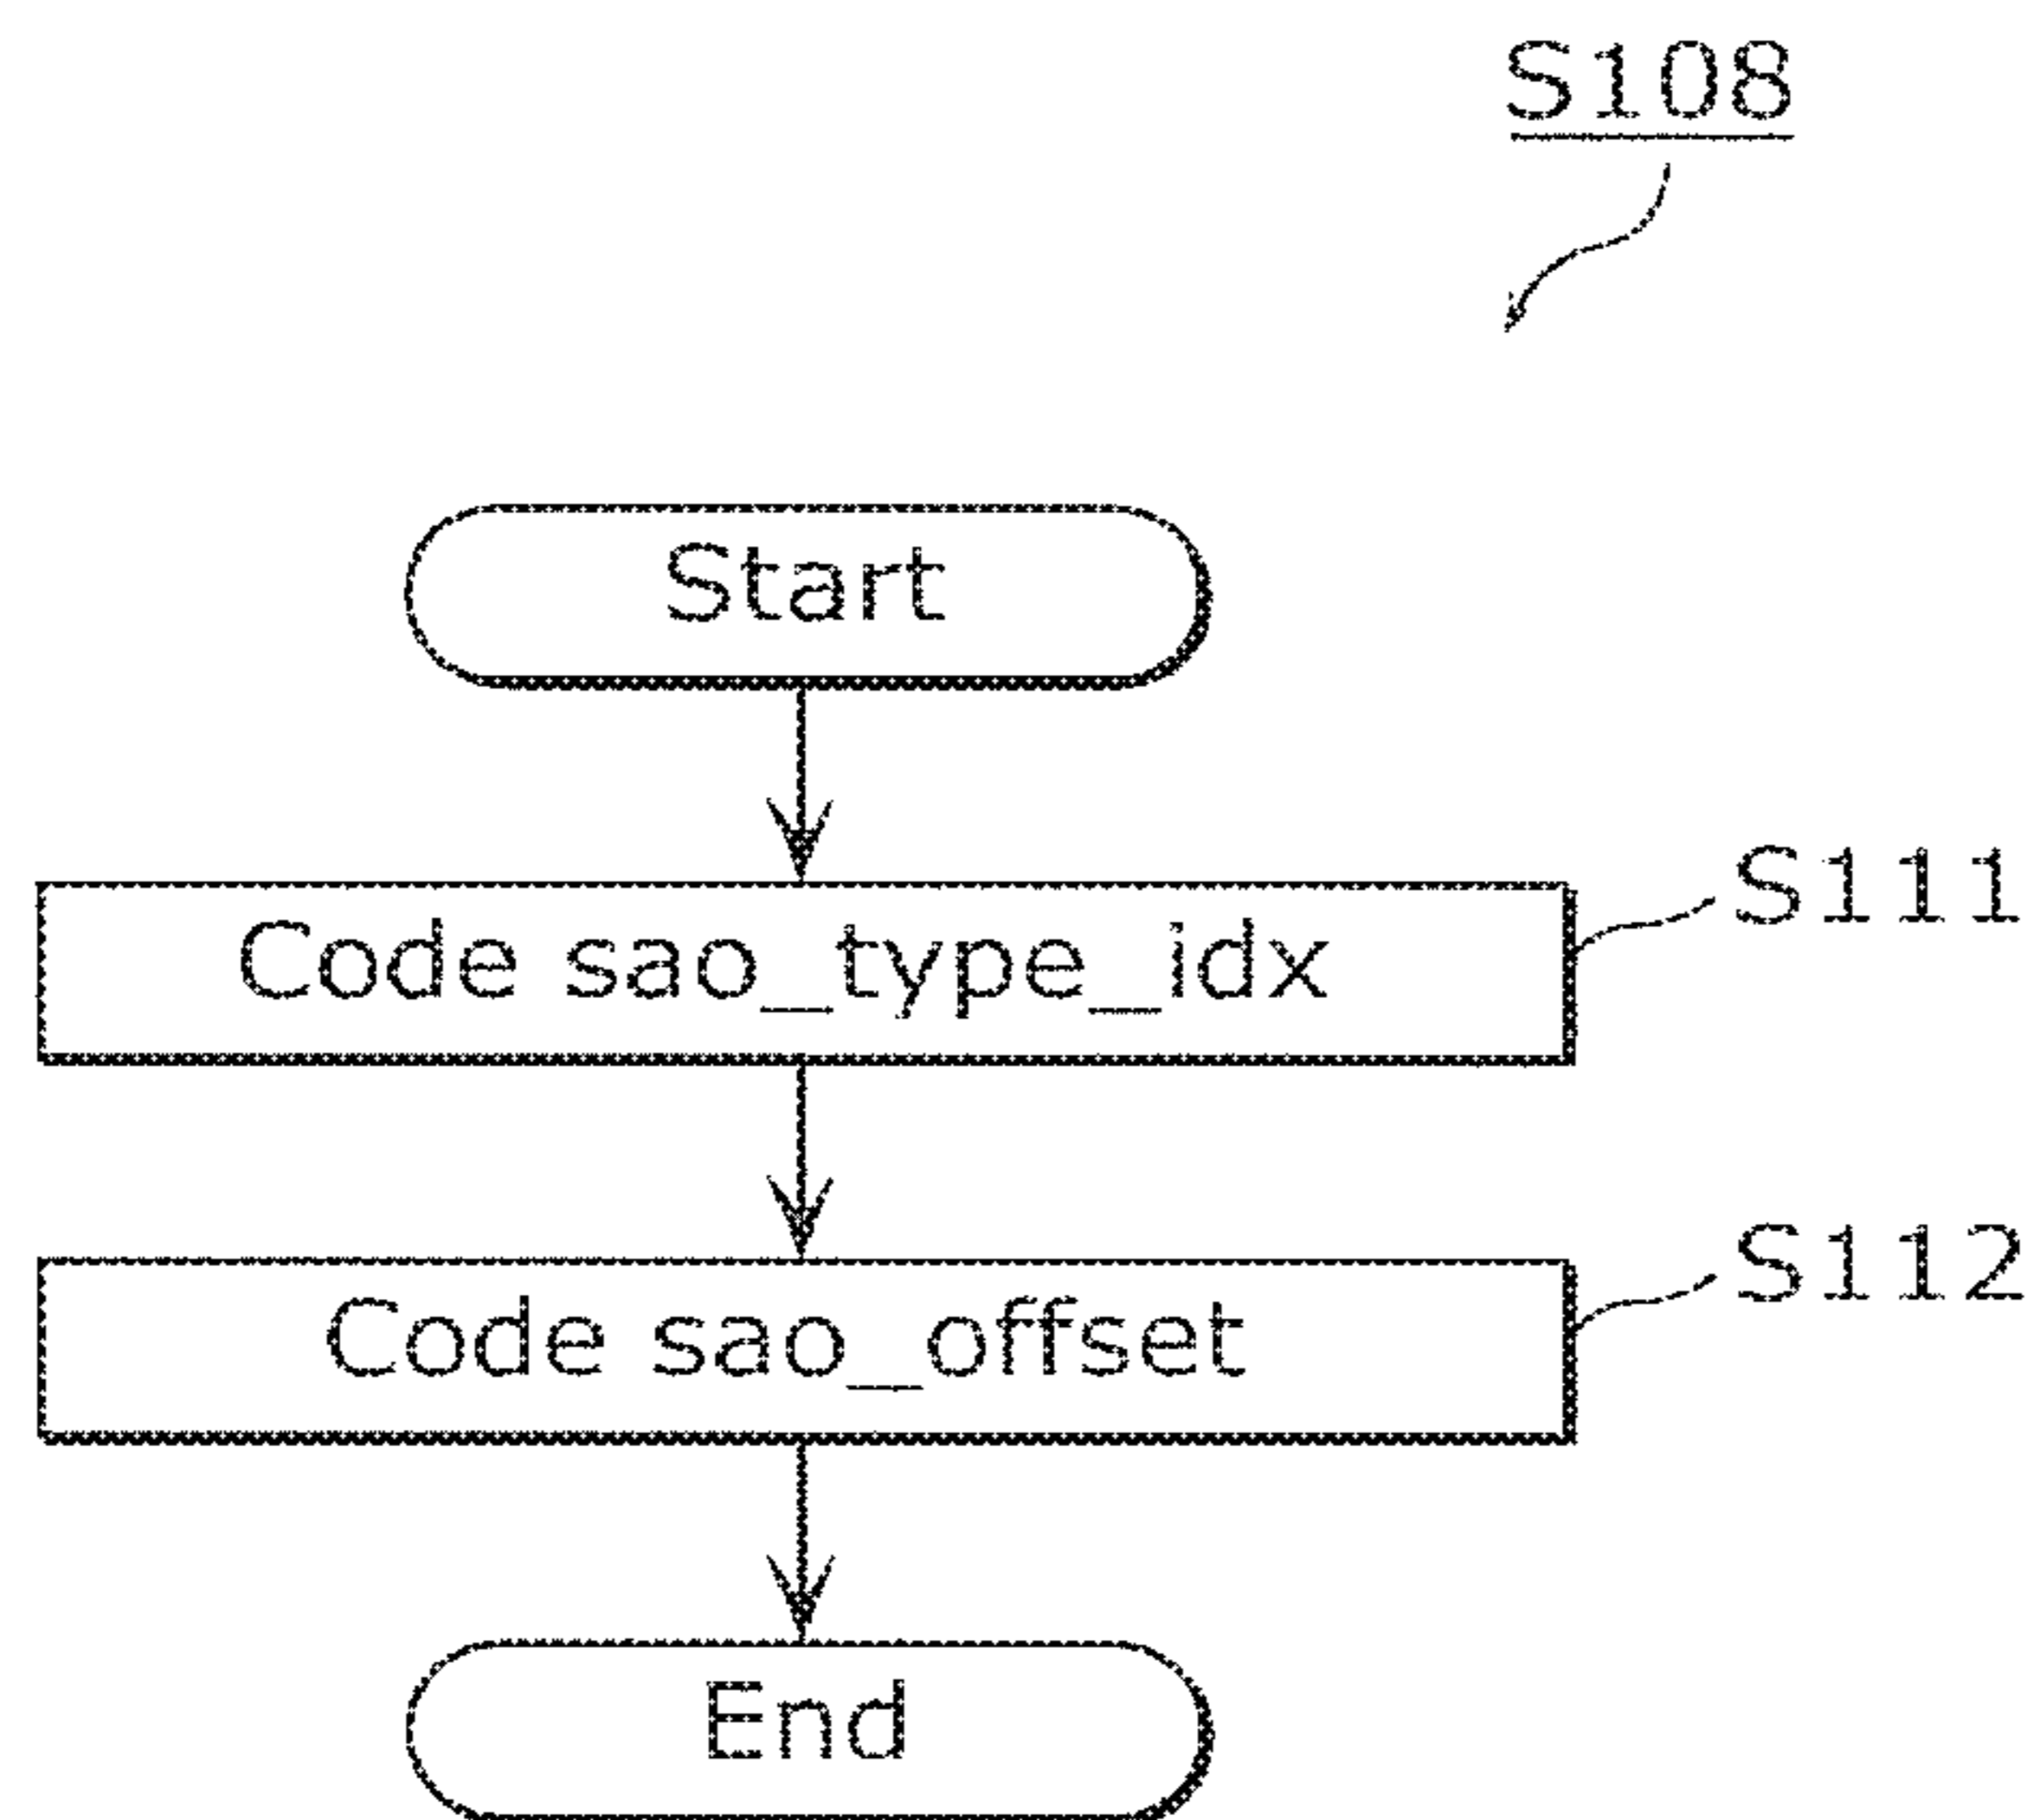 S108
Start
Code sao_type_idx
S111
Code sao_offset
S112
End